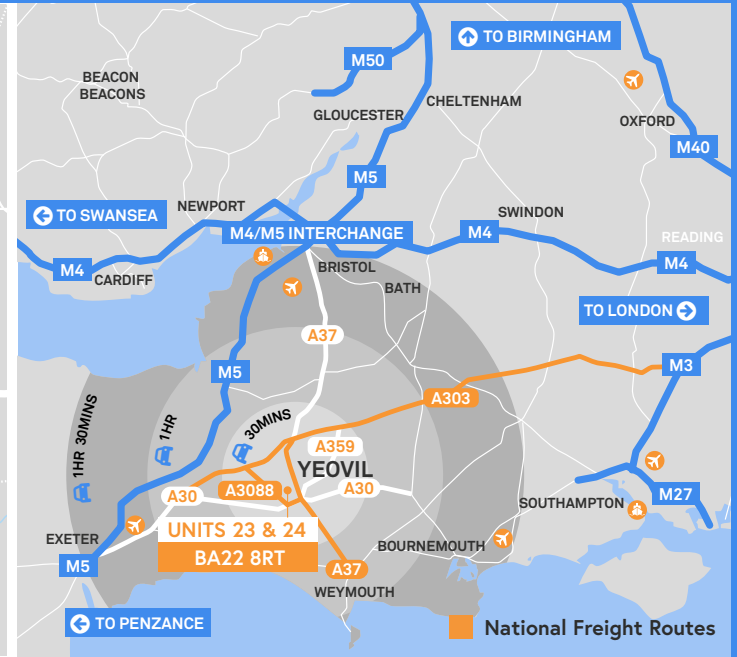 TO BIRMINGHAM
M50
BEACON
BEACONS
CHELTENHAM
GLOUCESTER
OXFORD
M40
M5
TO SWANSEA
NEWPORT
SWINDON
M4/M5 INTERCHANGE
M4
READING
M4
CARDIFF
BRISTOL
M4
BATH
TO LONDON
A37
M3
M5
A303
1HR 30MINS
1HR
30MINS
A359
YEOVIL
A30
A3088
A30
M27
SOUTHAMPTON
UNITS 23 & 24
BA22 8RT
EXETER
BOURNEMOUTH
M5
A37
WEYMOUTH
TO PENZANCE
National Freight Routes